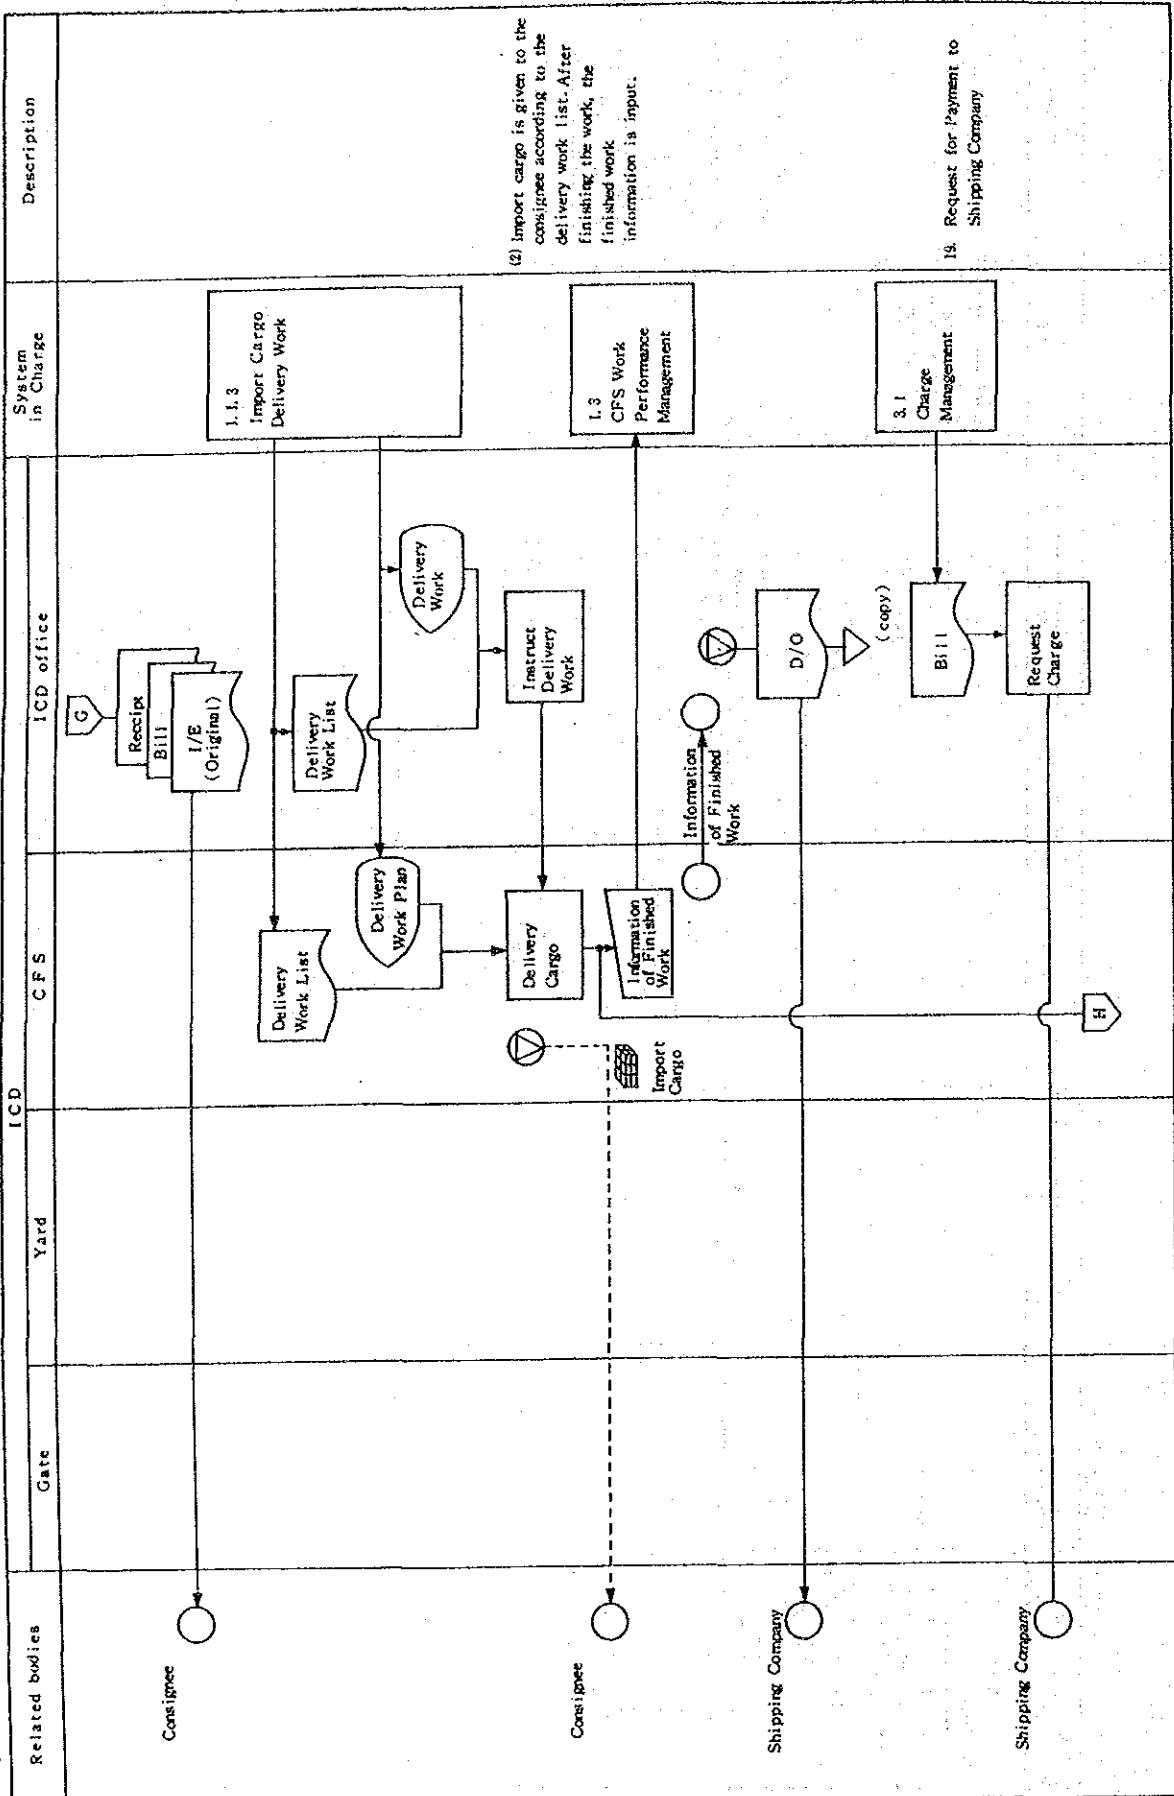 Related bodies
ICD
Gate
Yard
CFS
ICD office
System
in Charge
Description
G
Receipt
Bill
I/E
(Original)
Consignee
1.1.3
Import Cargo
Delivery Work
Delivery
Work List
Delivery
Work List
Delivery
Work Plan
Delivery
Work
Instruct
Delivery
Work
Delivery
Cargo
(2) Import cargo is given to the
consignee according to the
delivery work list. After
finishing the work, the
finished work
information is input.
Consignee
Import
Cargo
Information
of Finished
Work
1.3
CFS Work
Performance
Management
Information
of Finished
Work
Shipping Company
D/O
(copy)
3.1
Charge
Management
19. Request for Payment to
Shipping Company
Bill
Request
Charge
Shipping Company
H